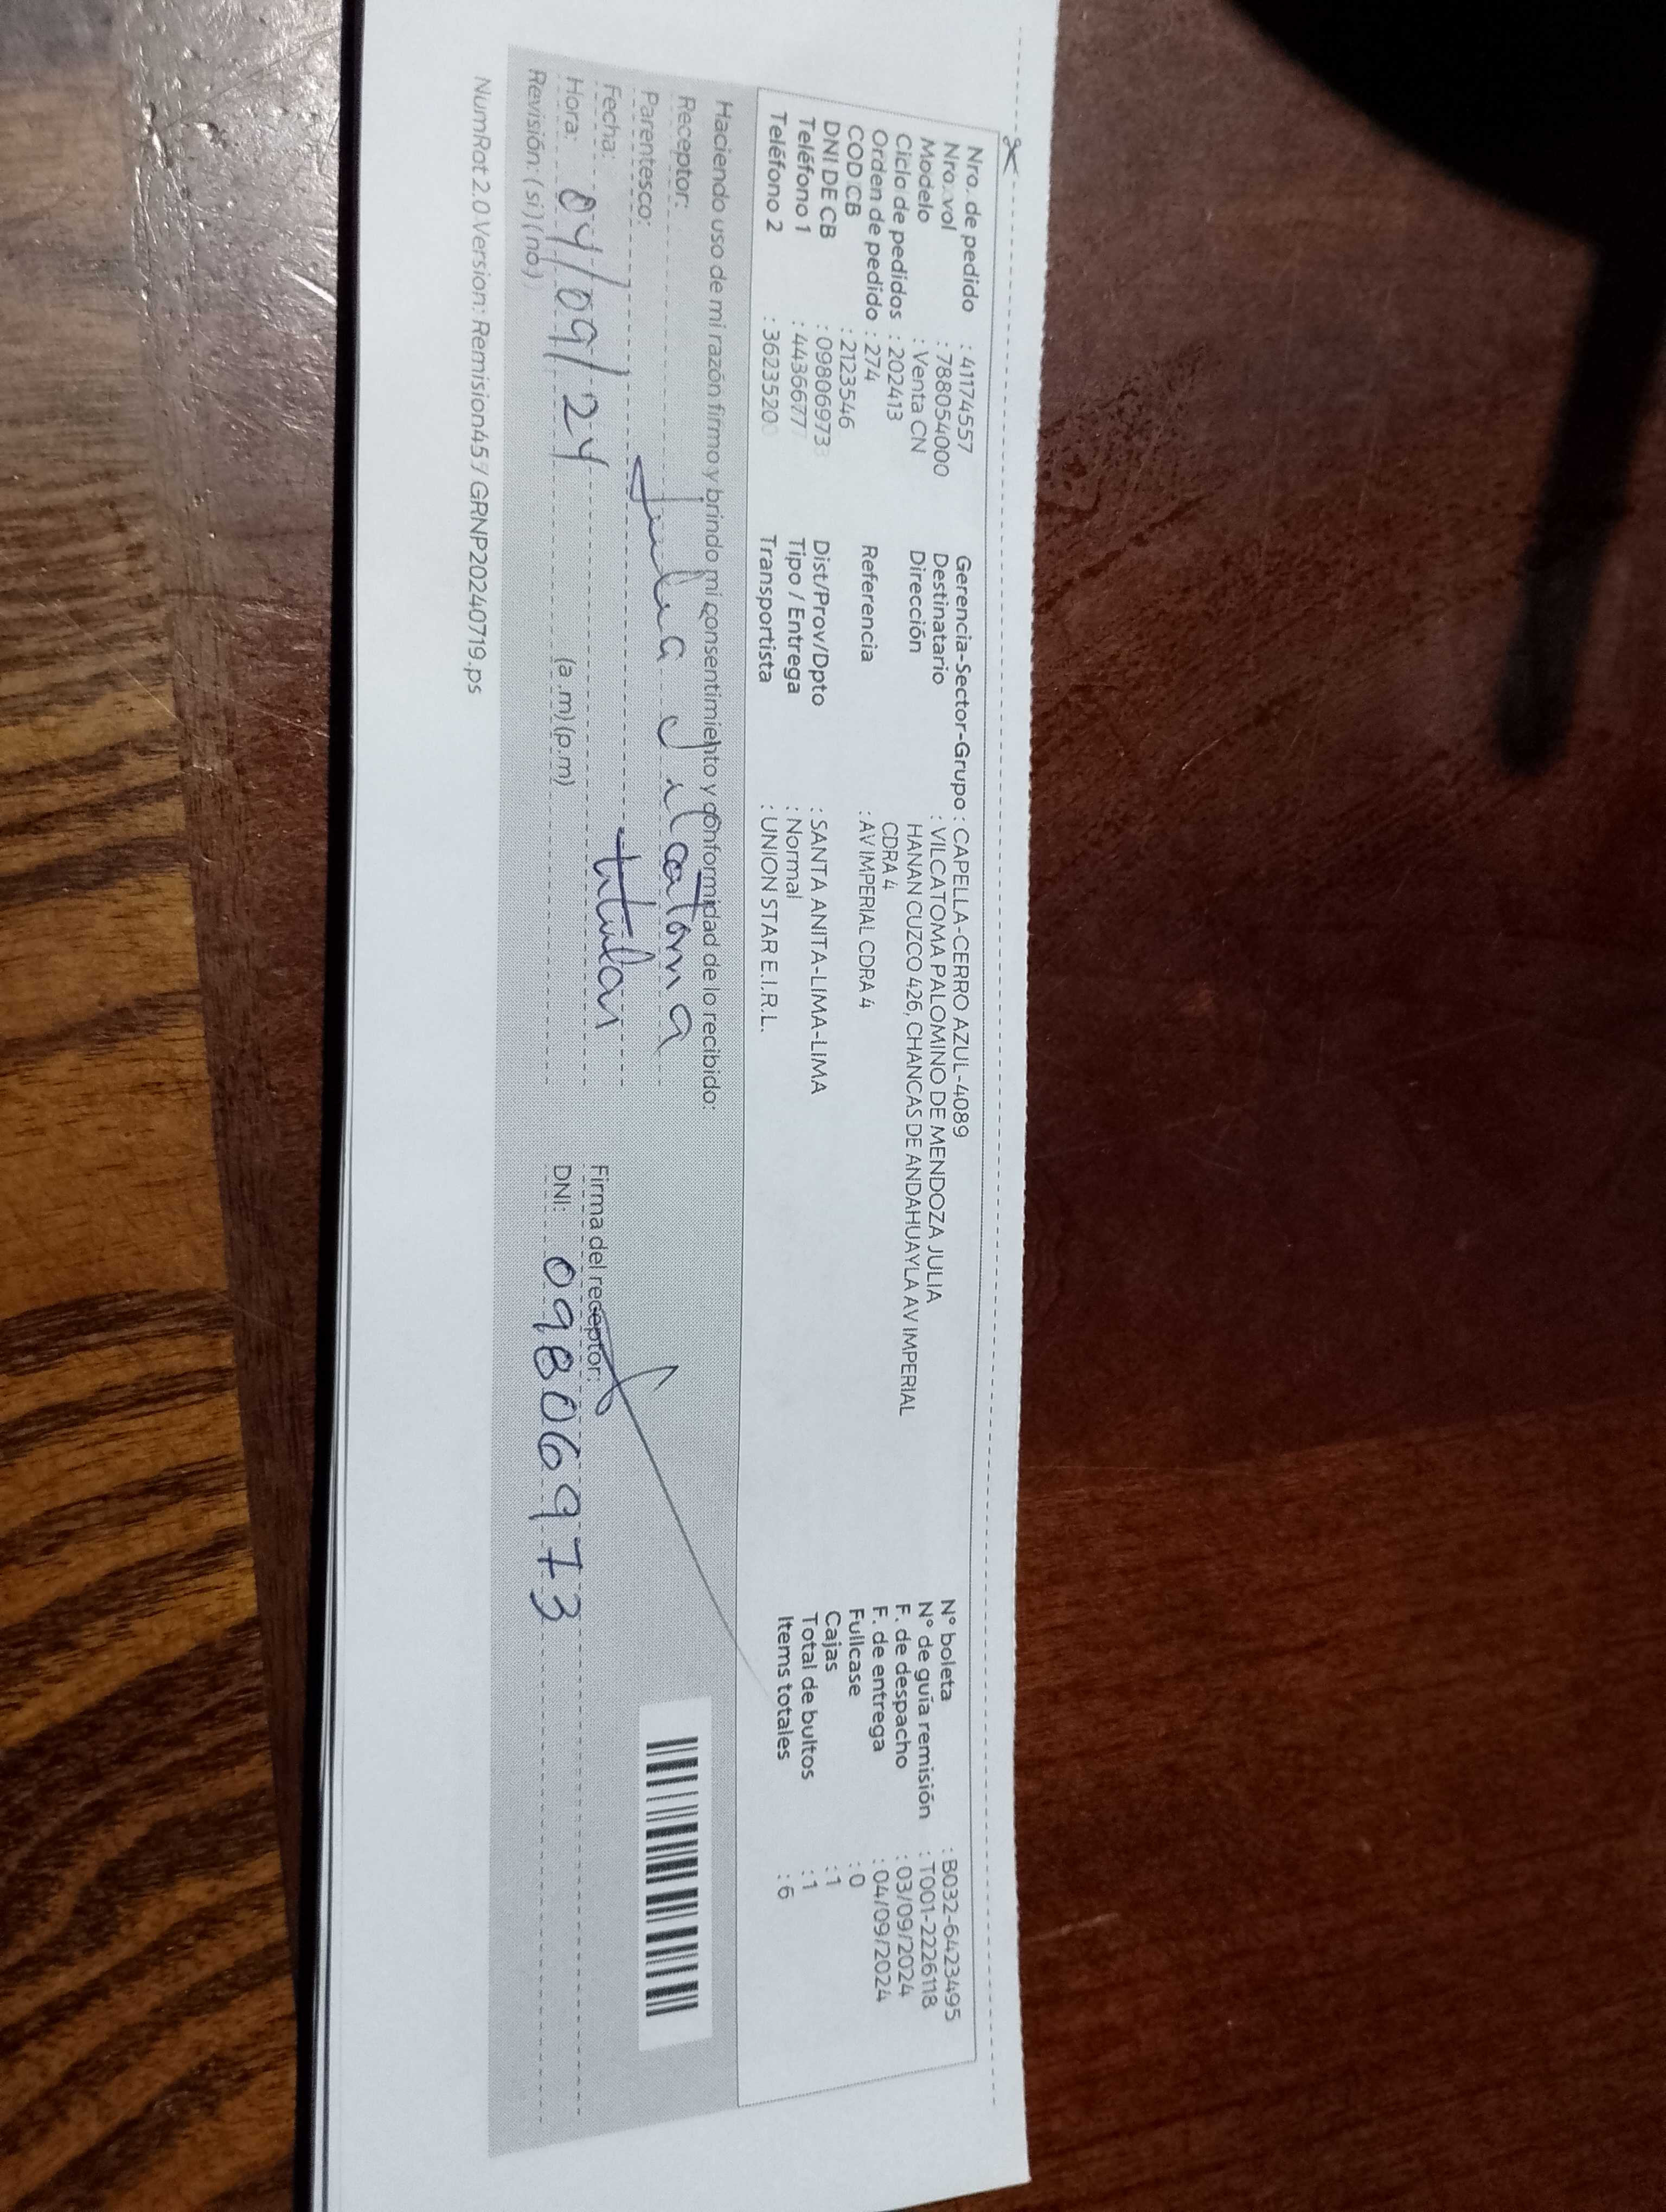 Nro. de pedido : 41174557
Nro. vol : 788054000
Modelo : Venta CN
Ciclo de pedidos : 202413
Orden de pedido : 274
COD CB : 2123546
DNI DE CB : 09806973
Teléfono 1 : 4436677
Teléfono 2 : 36235200
Gerencia-Sector-Grupo : CAPELLA-CERRO AZUL-4089
Destinatario : VILCATOMA PALOMINO DE MENDOZA JULIA
Dirección HANAN CUZCO 426, CHANCAS DE ANDAHUAYLA AV IMPERIAL
CDRA 4
Referencia : AV IMPERIAL CDRA 4
Dist/Prov/Dpto : SANTA ANITA-LIMA-LIMA
Tipo / Entrega : Normal
Transportista : UNION STAR E.I.R.L.
N° boleta : B032-6423495
N° de guía remisión : T001-2226118
F. de despacho : 03/09/2024
F. de entrega : 04/09/2024
Fullcase : 0
Cajas : 1
Total de bultos : 1
Items totales : 6
Haciendo uso de mi razón firmo y brindo mi consentimiento y conformidad de lo recibido:
Receptor: Julia Vilcatoma
Parentesco: titular
Fecha: 04/09/24
Hora: (a.m) (p.m)
Revisión: ( si ) ( no )
Firma del receptor:
DNI: 09806973
NumRot 2.0 Version: Remision45 / GRNP20240719.ps